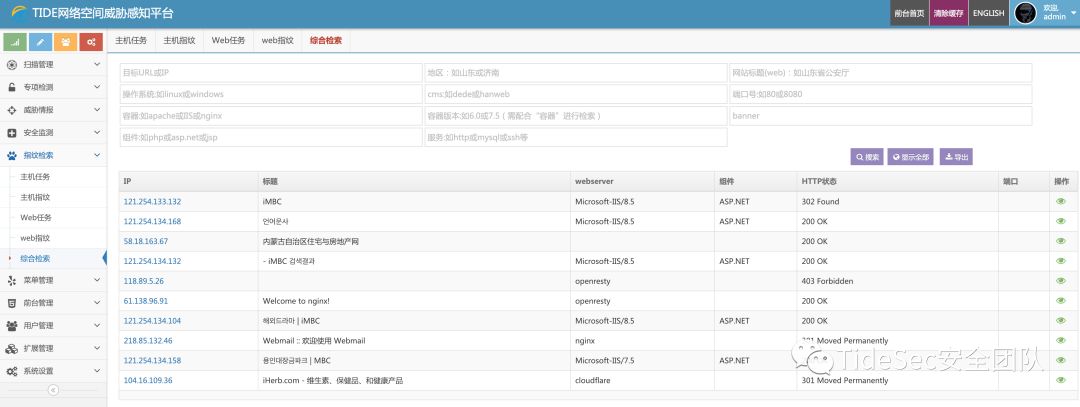 TIDE网络空间威胁感知平台
前台首页 清除缓存 ENGLISH 欢迎, admin
主机任务 主机指纹 Web任务 web指纹 综合检索
扫描管理
专项检测
威胁情报
安全监测
指纹检索
主机任务
主机指纹
Web任务
web指纹
综合检索
菜单管理
前台管理
用户管理
扩展管理
系统设置
目标URL或IP 地区：如山东或济南 网站标题(web)：如山东省公安厅
操作系统:如linux或windows cms:如dede或hanweb 端口号:如80或8080
容器:如apache或IIS或nginx 容器版本:如6.0或7.5（需配合“容器”进行检索） banner
组件:如php或asp.net或jsp 服务:如http或mysql或ssh等
搜索 显示全部 导出
IP 标题 webserver 组件 HTTP状态 端口 操作
121.254.133.132 iMBC Microsoft-IIS/8.5 ASP.NET 302 Found
121.254.134.168 언어운사 Microsoft-IIS/8.5 ASP.NET 200 OK
58.18.163.67 内蒙古自治区住宅与房地产网 200 OK
121.254.134.132 - iMBC 검색결과 Microsoft-IIS/8.5 ASP.NET 200 OK
118.89.5.26 openresty 403 Forbidden
61.138.96.91 Welcome to nginx! openresty 200 OK
121.254.134.104 해외드라마 | iMBC Microsoft-IIS/8.5 ASP.NET 200 OK
218.85.132.46 Webmail :: 欢迎使用 Webmail nginx 301 Moved Permanently
121.254.134.158 용인대장금파크 | MBC Microsoft-IIS/7.5 ASP.NET 200 OK
104.16.109.36 iHerb.com - 维生素、保健品、和健康产品 cloudflare 301 Moved Permanently
TideSec安全团队